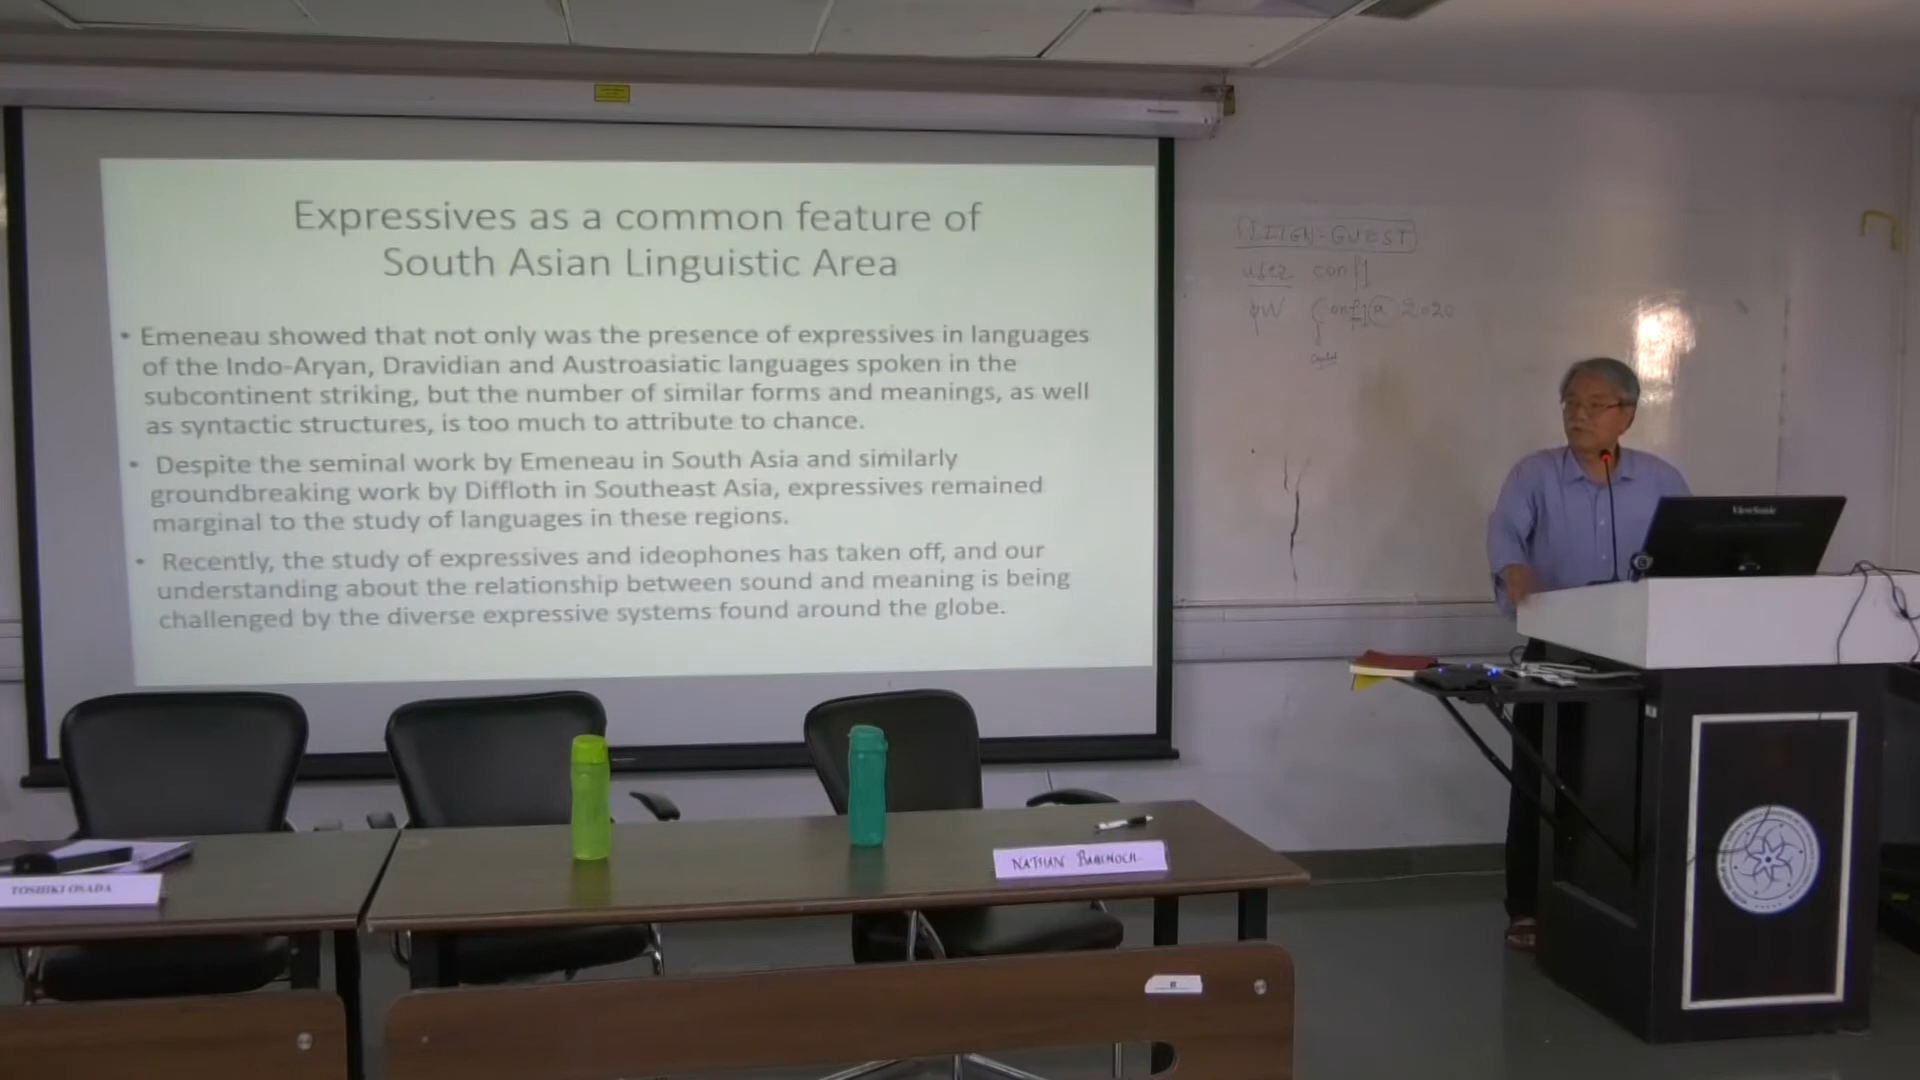 Expressives as a common feature of
South Asian Linguistic Area
• Emeneau showed that not only was the presence of expressives in languages
of the Indo-Aryan, Dravidian and Austroasiatic languages spoken in the
subcontinent striking, but the number of similar forms and meanings, as well
as syntactic structures, is too much to attribute to chance.
• Despite the seminal work by Emeneau in South Asia and similarly
groundbreaking work by Diffloth in Southeast Asia, expressives remained
marginal to the study of languages in these regions.
• Recently, the study of expressives and ideophones has taken off, and our
understanding about the relationship between sound and meaning is being
challenged by the diverse expressive systems found around the globe.
GUEST
user conf1
pw 2020
ViewSonic
NATHAN BADENOCH
TOSHIKI OSADA